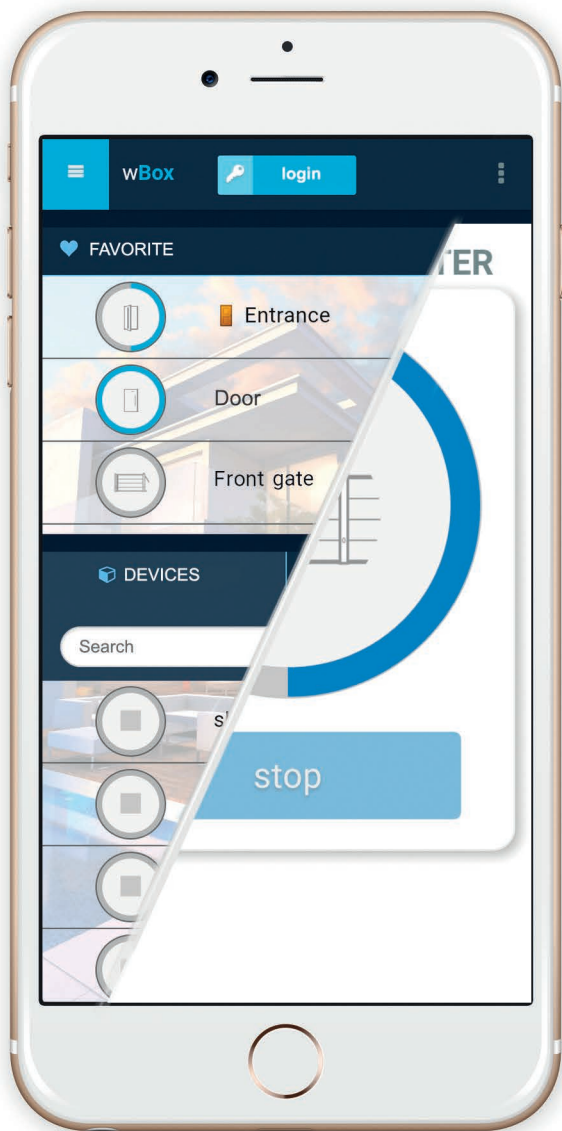 wBox
login
FAVORITE
TER
Entrance
Door
Front gate
DEVICES
Search
stop